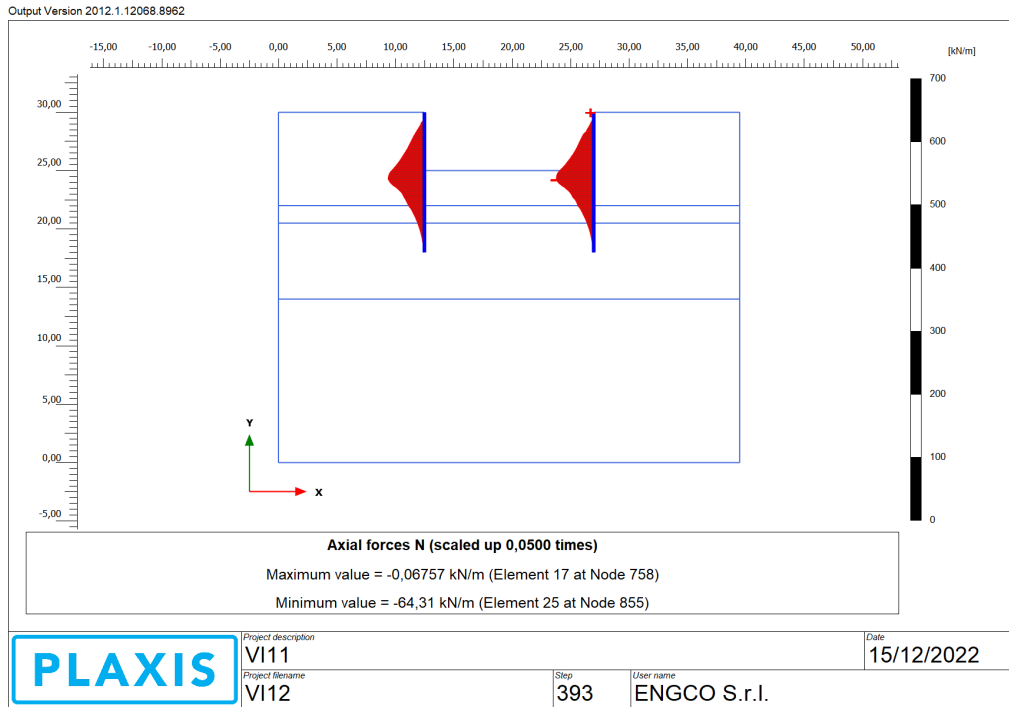 Output Version 2012.1.12068.8962
-15,00 -10,00 -5,00 0,00 5,00 10,00 15,00 20,00 25,00 30,00 35,00 40,00 45,00 50,00
[kN/m]
700
30,00
600
25,00
500
20,00
400
15,00
300
10,00
200
5,00
Y
100
0,00
X
-5,00
0
Axial forces N (scaled up 0,0500 times)
Maximum value = -0,06757 kN/m (Element 17 at Node 758)
Minimum value = -64,31 kN/m (Element 25 at Node 855)
PLAXIS
Project description
VI11
Date
15/12/2022
Project filename
VI12
Step
393
User name
ENGCO S.r.l.